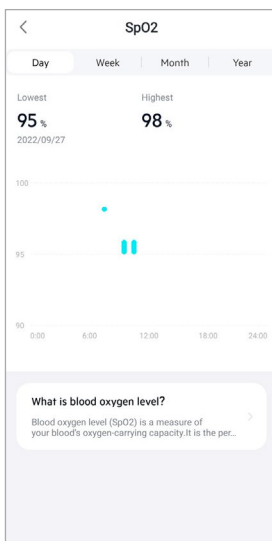 SpO2
Day Week Month Year
Lowest Highest
95 % 98 %
2022/09/27
100
95
90
0:00 6:00 12:00 18:00 24:00
What is blood oxygen level?
Blood oxygen level (SpO2) is a measure of
your blood's oxygen-carrying capacity.It is the per...